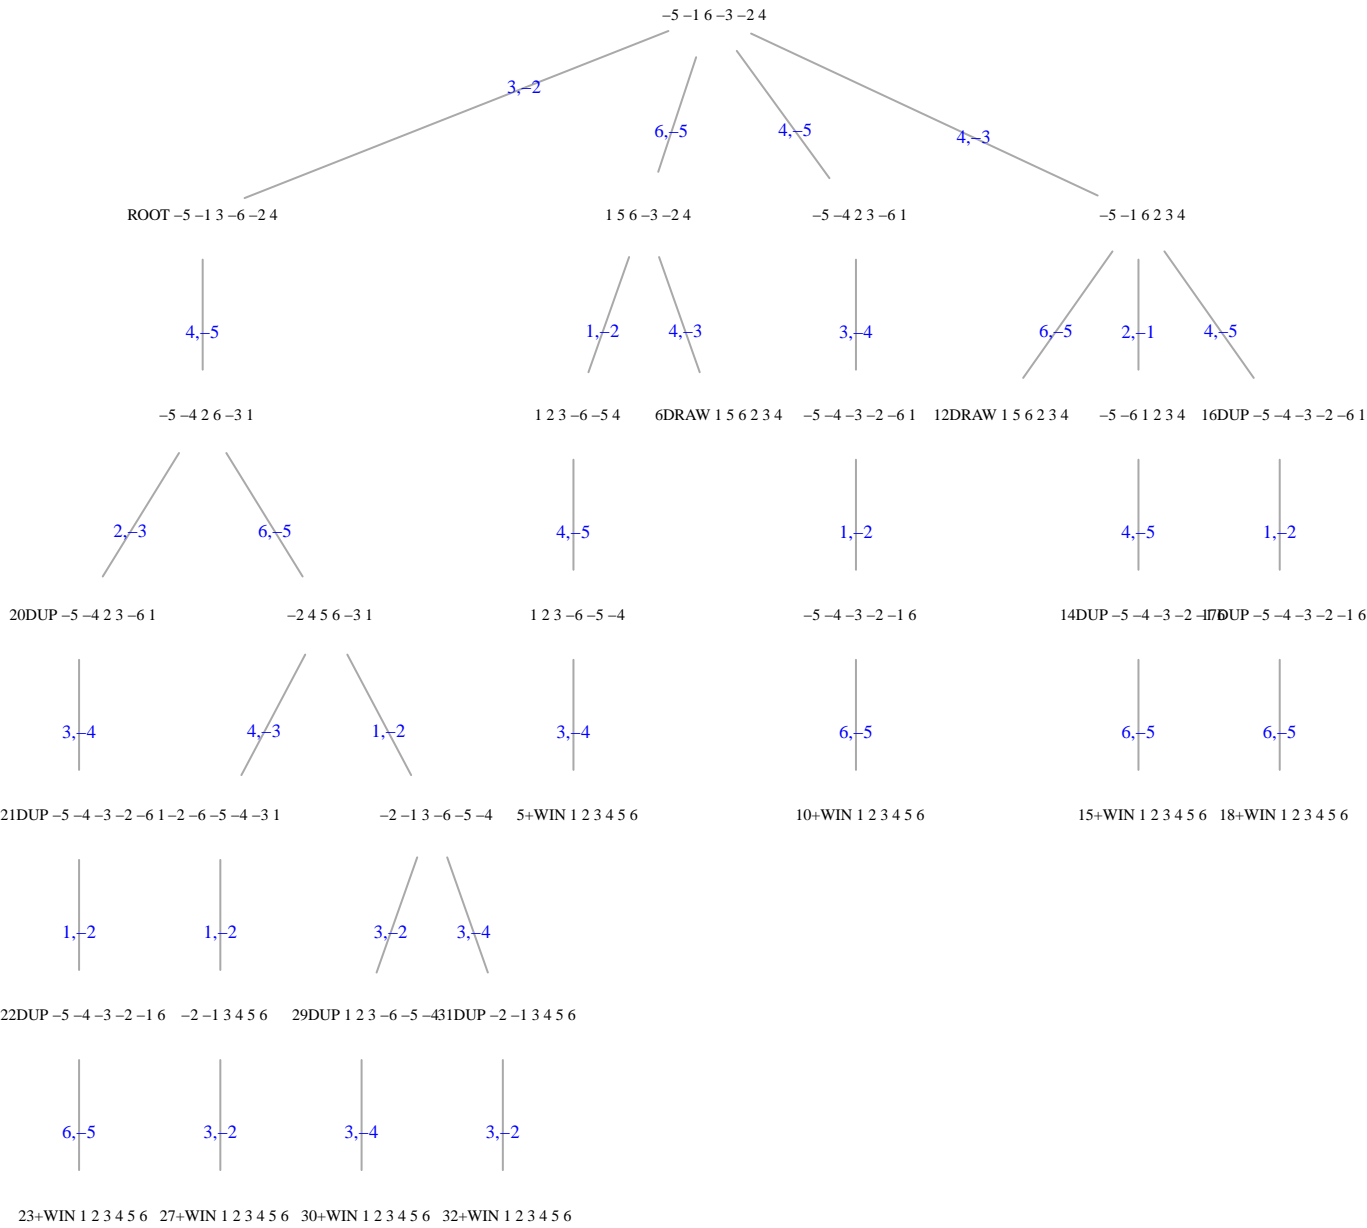 −5 −1 6 −3 −2 4
3,−2
6,−5
4,−5
4,−3
ROOT −5 −1 3 −6 −2 4
1 5 6 −3 −2 4
−5 −4 2 3 −6 1
−5 −1 6 2 3 4
4,−5
1,−2
4,−3
3,−4
6,−5
2,−1
4,−5
−5 −4 2 6 −3 1
1 2 3 −6 −5 4
6DRAW 1 5 6 2 3 4
−5 −4 −3 −2 −6 1
12DRAW 1 5 6 2 3 4
−5 −6 1 2 3 4
16DUP −5 −4 −3 −2 −6 1
2,−3
6,−5
4,−5
1,−2
4,−5
1,−2
20DUP −5 −4 2 3 −6 1
−2 4 5 6 −3 1
1 2 3 −6 −5 −4
−5 −4 −3 −2 −1 6
14DUP −5 −4 −3 −2 −1 6
17DUP −5 −4 −3 −2 −1 6
3,−4
4,−3
1,−2
3,−4
6,−5
6,−5
6,−5
21DUP −5 −4 −3 −2 −6 1
−2 −6 −5 −4 −3 1
−2 −1 3 −6 −5 −4
5+WIN 1 2 3 4 5 6
10+WIN 1 2 3 4 5 6
15+WIN 1 2 3 4 5 6
18+WIN 1 2 3 4 5 6
1,−2
1,−2
3,−2
3,−4
22DUP −5 −4 −3 −2 −1 6
−2 −1 3 4 5 6
29DUP 1 2 3 −6 −5 −4
31DUP −2 −1 3 4 5 6
6,−5
3,−2
3,−4
3,−2
23+WIN 1 2 3 4 5 6
27+WIN 1 2 3 4 5 6
30+WIN 1 2 3 4 5 6
32+WIN 1 2 3 4 5 6